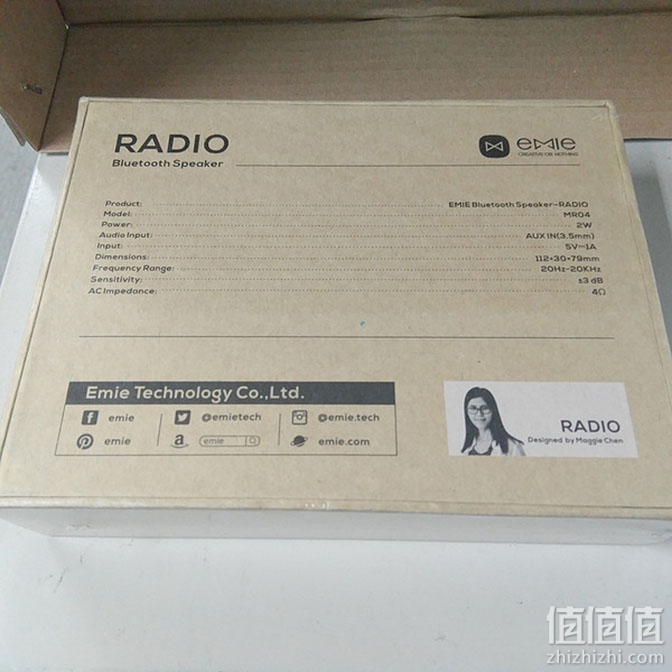 RADIO
Bluetooth Speaker
emie
CREATIVE OR NOTHING
Product: EMIE Bluetooth Speaker-RADIO
Model: MR04
Power: 2W
Audio Input: AUX IN(3.5mm)
Input: 5V⎓1A
Dimensions: 112*30*79mm
Frequency Range: 20Hz-20KHz
Sensitivity: ±3 dB
AC Impedance: 4Ω
Emie Technology Co.,Ltd.
emie @emietech @emie.tech
emie emie emie.com
RADIO
Designed by Maggie Chen
值值值
zhizhizhi.com